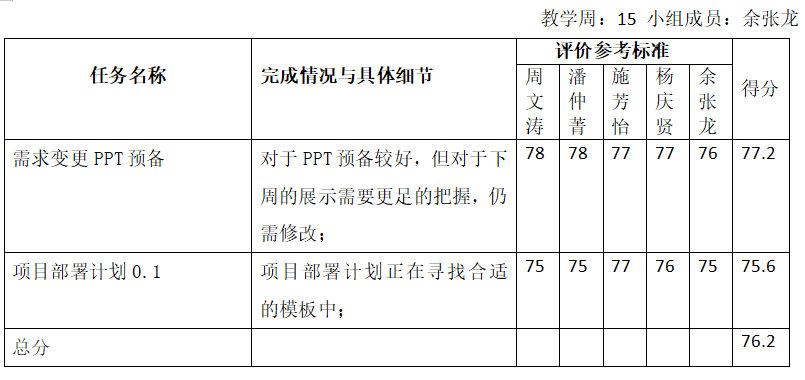 教学周：15 小组成员：余张龙
任务名称 完成情况与具体细节 评价参考标准 得分
周文涛 潘仲菁 施芳怡 杨庆贤 余张龙
需求变更 PPT 预备 对于 PPT 预备较好，但对于下 78 78 77 77 76 77.2
周的展示需要更足的把握，仍
需修改；
项目部署计划 0.1 项目部署计划正在寻找合适 75 75 77 76 75 75.6
的模板中；
总分 76.2